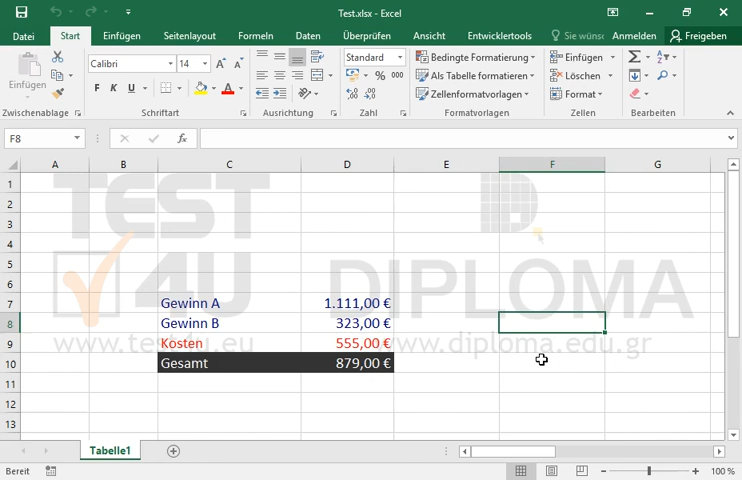 Test.xlsx - Excel
Datei Start Einfügen Seitenlayout Formeln Daten Überprüfen Ansicht Entwicklertools Sie wünsc Anmelden Freigeben
Einfügen
Calibri 14
F K U
Standard
% 000
Bedingte Formatierung
Als Tabelle formatieren
Zellenformatvorlagen
Einfügen
Löschen
Format
Zwischenablage Schriftart Ausrichtung Zahl Formatvorlagen Zellen Bearbeiten
F8 fx
A B C D E F G
1
2
3
4
5
6
7 Gewinn A 1.111,00 €
8 Gewinn B 323,00 €
9 Kosten 555,00 €
10 Gesamt 879,00 €
11
12
13
TEST 4U
DIPLOMA
www.test4u.eu www.diploma.edu.gr
Tabelle1
Bereit 100 %